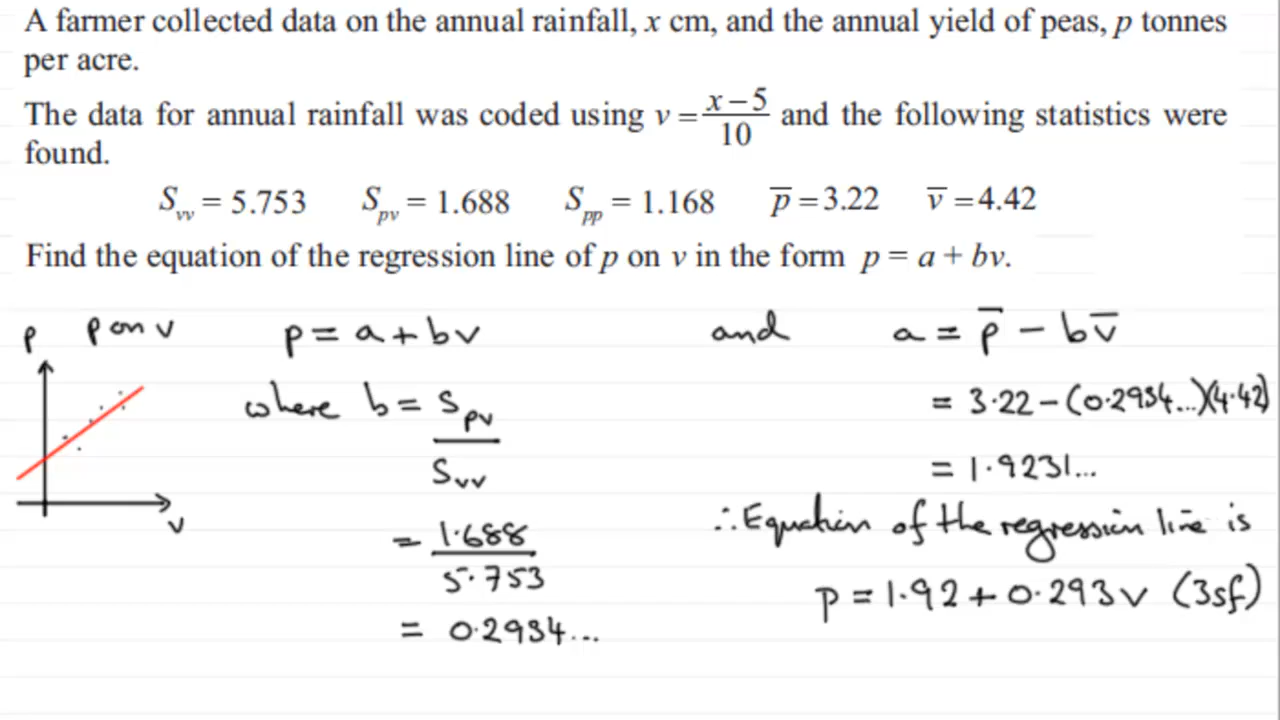 A farmer collected data on the annual rainfall, x cm, and the annual yield of peas, p tonnes
per acre.
The data for annual rainfall was coded using v = (x − 5)/10 and the following statistics were
found.
S_vv = 5.753 S_pv = 1.688 S_pp = 1.168 p̅ = 3.22 v̅ = 4.42
Find the equation of the regression line of p on v in the form p = a + bv.
p
p on v
v
p = a + bv
where b = S_pv / S_vv
= 1.688 / 5.753
= 0.2934...
and a = p̅ − bv̅
= 3.22 − (0.2934...)(4.42)
= 1.9231...
∴ Equation of the regression line is
p = 1.92 + 0.293v (3sf)